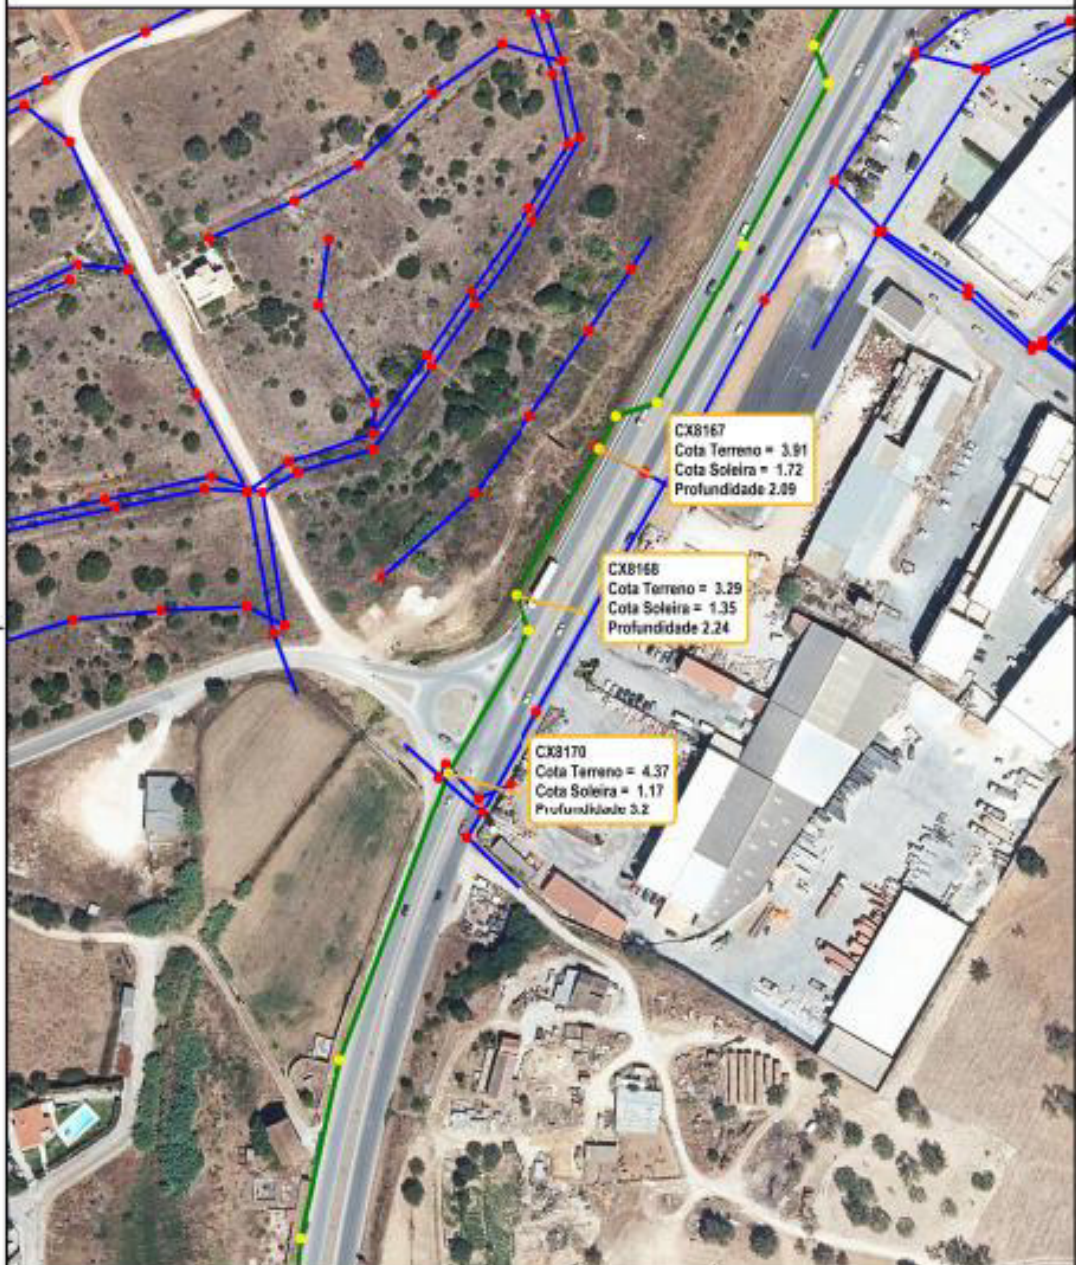 CX8167
Cota Terreno = 3.91
Cota Soleira = 1.72
Profundidade 2.09
CX8168
Cota Terreno = 3.29
Cota Soleira = 1.35
Profundidade 2.24
CX8170
Cota Terreno = 4.37
Cota Soleira = 1.17
Profundidade 3.2